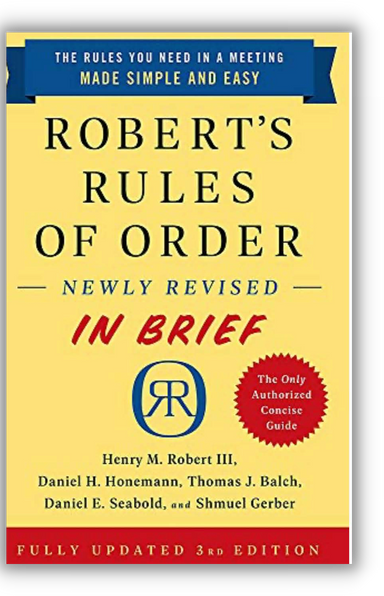 THE RULES YOU NEED IN A MEETING
MADE SIMPLE AND EASY
ROBERT'S
RULES
OF ORDER
NEWLY REVISED
IN BRIEF
RR
The Only
Authorized
Concise
Guide
Henry M. Robert III,
Daniel H. Honemann, Thomas J. Balch,
Daniel E. Seabold, and Shmuel Gerber
FULLY UPDATED 3RD EDITION